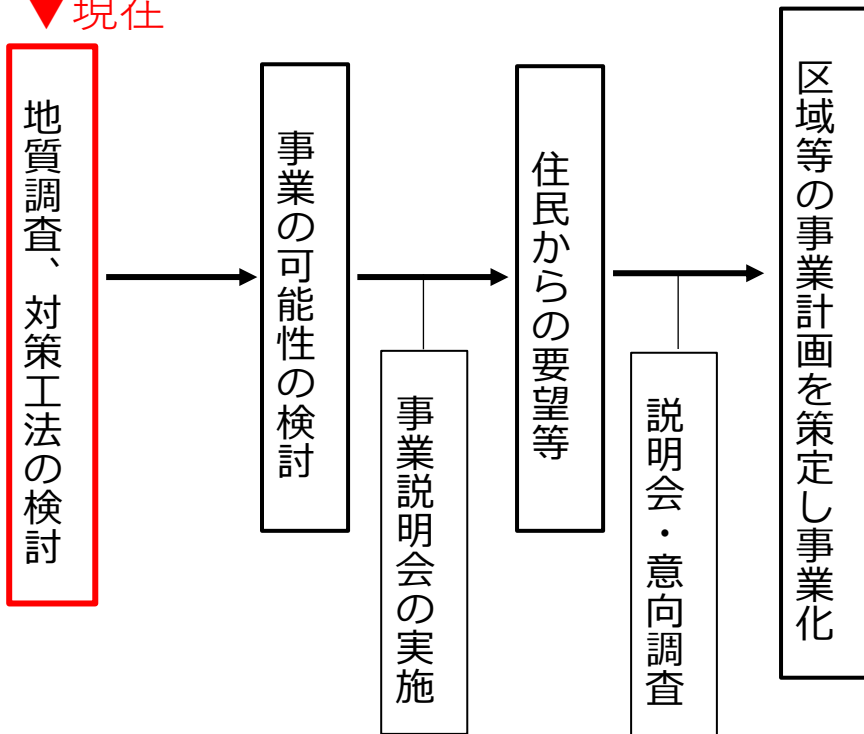 ▼現在
地質調査、対策工法の検討
事業の可能性の検討
事業説明会の実施
住民からの要望等
説明会・意向調査
区域等の事業計画を策定し事業化